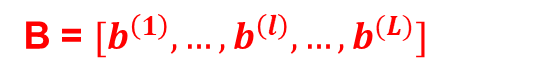 B = [b^{(1)}, ..., b^{(l)}, ..., b^{(L)}]